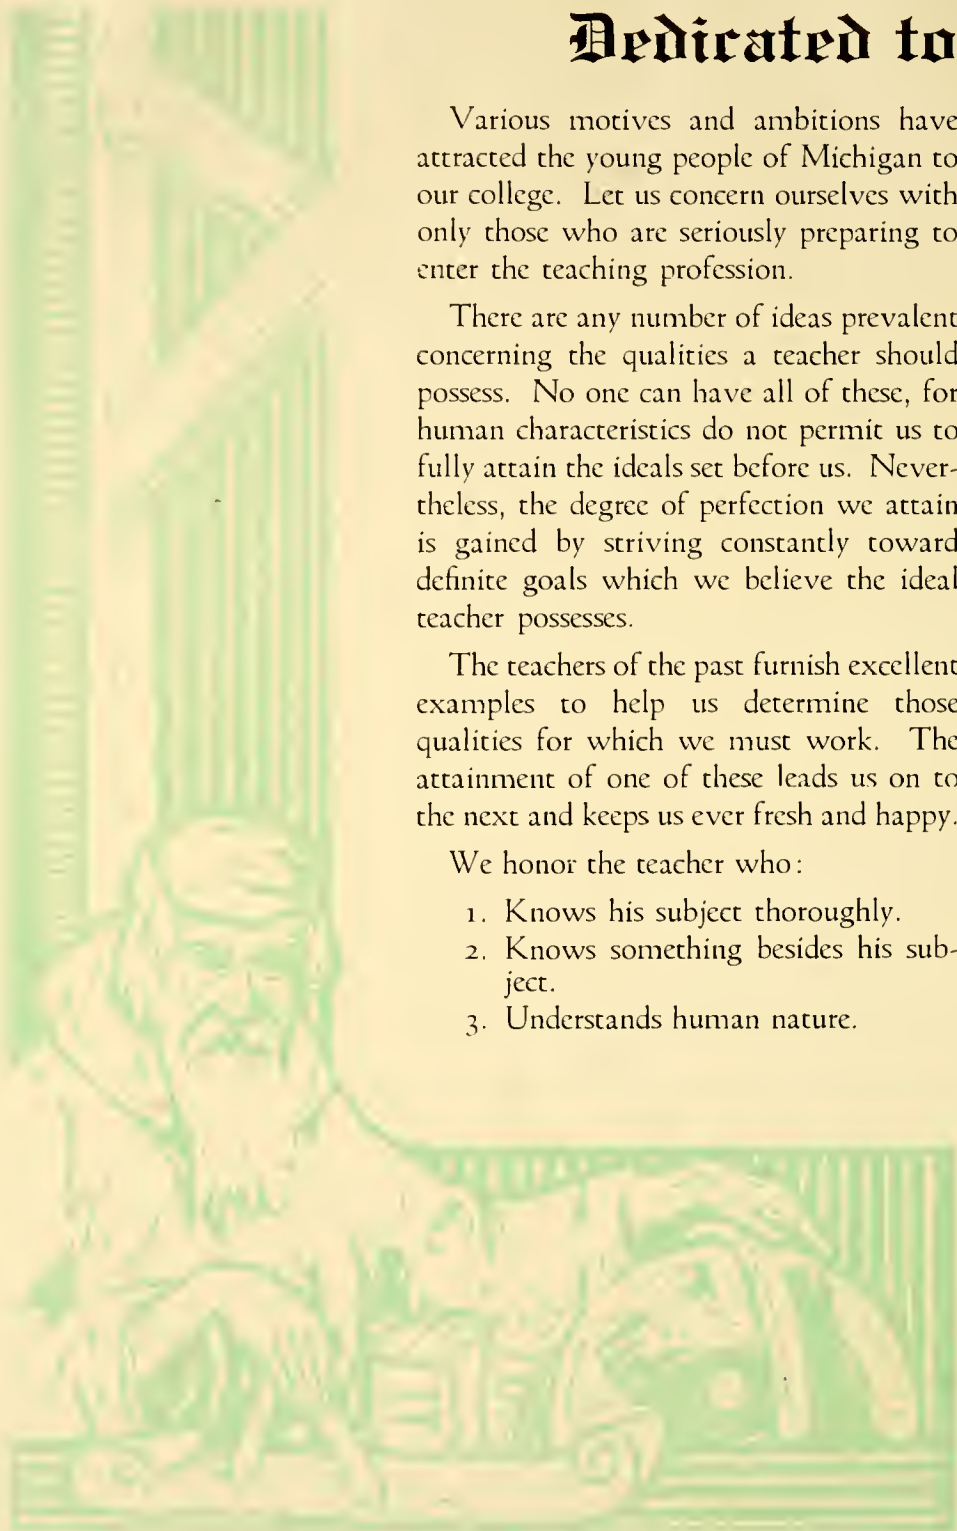 Dedicated to
Various motives and ambitions have
attracted the young people of Michigan to
our college. Let us concern ourselves with
only those who are seriously preparing to
enter the teaching profession.
There are any number of ideas prevalent
concerning the qualities a teacher should
possess. No one can have all of these, for
human characteristics do not permit us to
fully attain the ideals set before us. Never-
theless, the degree of perfection we attain
is gained by striving constantly toward
definite goals which we believe the ideal
teacher possesses.
The teachers of the past furnish excellent
examples to help us determine those
qualities for which we must work. The
attainment of one of these leads us on to
the next and keeps us ever fresh and happy.
We honor the teacher who:
1. Knows his subject thoroughly.
2. Knows something besides his sub-
ject.
3. Understands human nature.